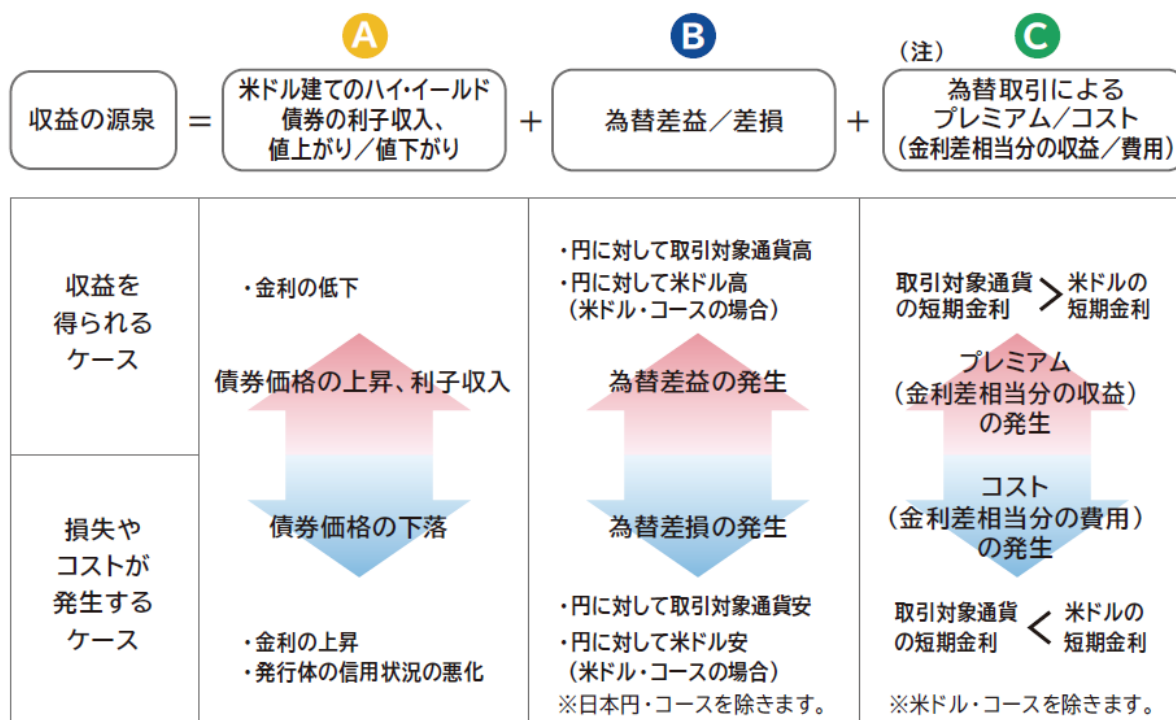 A
B
C
(注)
収益の源泉
=
米ドル建てのハイ・イールド
債券の利子収入、
値上がり/値下がり
+
為替差益/差損
+
為替取引による
プレミアム/コスト
(金利差相当分の収益/費用)
収益を
得られる
ケース
・金利の低下
債券価格の上昇、利子収入
・円に対して取引対象通貨高
・円に対して米ドル高
(米ドル・コースの場合)
為替差益の発生
取引対象通貨
の短期金利
>
米ドルの
短期金利
プレミアム
(金利差相当分の収益)
の発生
損失や
コストが
発生する
ケース
債券価格の下落
・金利の上昇
・発行体の信用状況の悪化
為替差損の発生
・円に対して取引対象通貨安
・円に対して米ドル安
(米ドル・コースの場合)
※日本円・コースを除きます。
コスト
(金利差相当分の費用)
の発生
取引対象通貨
の短期金利
<
米ドルの
短期金利
※米ドル・コースを除きます。